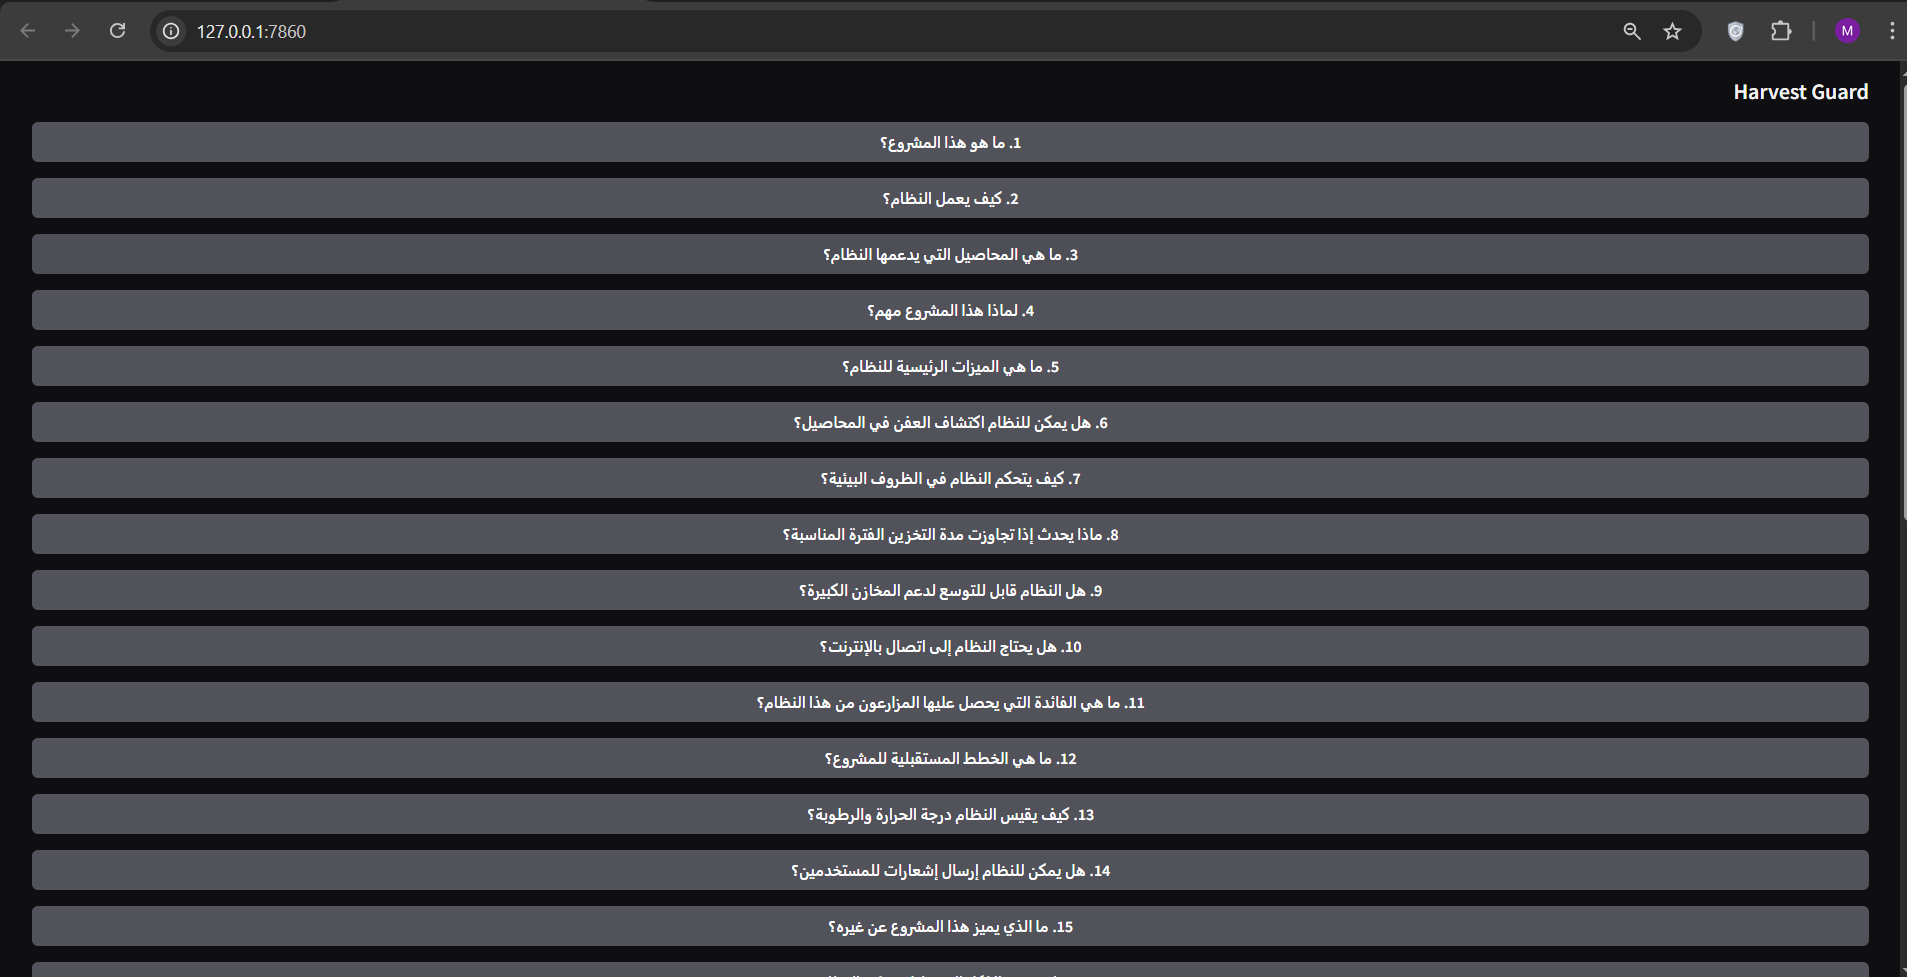 127.0.0.1:7860
M
Harvest Guard
1. ما هو هذا المشروع؟
2. كيف يعمل النظام؟
3. ما هي المحاصيل التي يدعمها النظام؟
4. لماذا هذا المشروع مهم؟
5. ما هي الميزات الرئيسية للنظام؟
6. هل يمكن للنظام اكتشاف العفن في المحاصيل؟
7. كيف يتحكم النظام في الظروف البيئية؟
8. ماذا يحدث إذا تجاوزت مدة التخزين الفترة المناسبة؟
9. هل النظام قابل للتوسع لدعم المخازن الكبيرة؟
10. هل يحتاج النظام إلى اتصال بالإنترنت؟
11. ما هي الفائدة التي يحصل عليها المزارعون من هذا النظام؟
12. ما هي الخطط المستقبلية للمشروع؟
13. كيف يقيس النظام درجة الحرارة والرطوبة؟
14. هل يمكن للنظام إرسال إشعارات للمستخدمين؟
15. ما الذي يميز هذا المشروع عن غيره؟